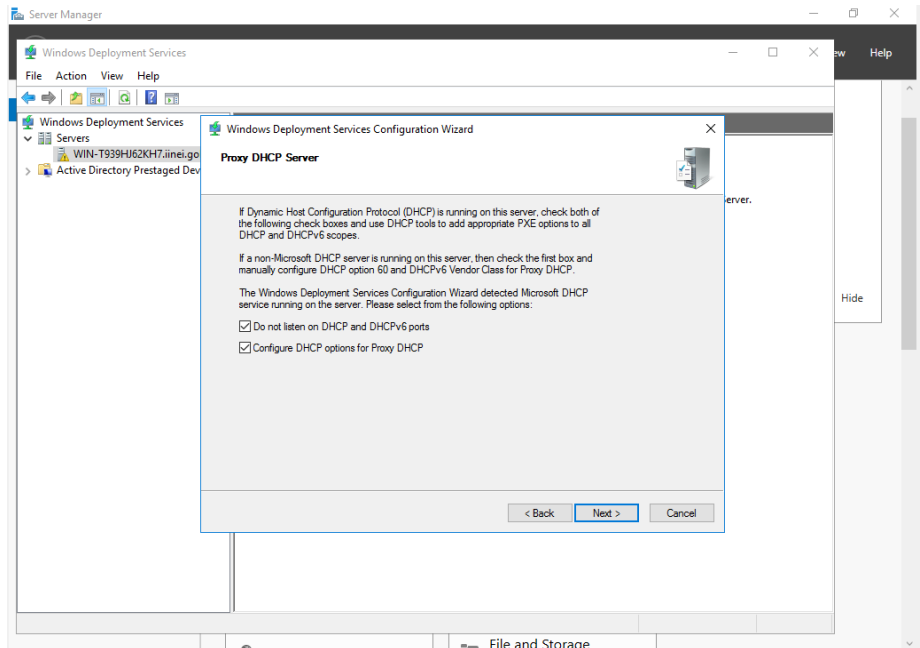 Server Manager
Windows Deployment Services
ew Help
File Action View Help
Windows Deployment Services
Servers
WIN-T939HJ62KH7.iinei.go
Active Directory Prestaged Dev
Windows Deployment Services Configuration Wizard
Proxy DHCP Server
erver.
If Dynamic Host Configuration Protocol (DHCP) is running on this server, check both of
the following check boxes and use DHCP tools to add appropriate PXE options to all
DHCP and DHCPv6 scopes.
If a non-Microsoft DHCP server is running on this server, then check the first box and
manually configure DHCP option 60 and DHCPv6 Vendor Class for Proxy DHCP.
The Windows Deployment Services Configuration Wizard detected Microsoft DHCP
service running on the server. Please select from the following options:
Hide
Do not listen on DHCP and DHCPv6 ports
Configure DHCP options for Proxy DHCP
< Back Next > Cancel
File and Storage